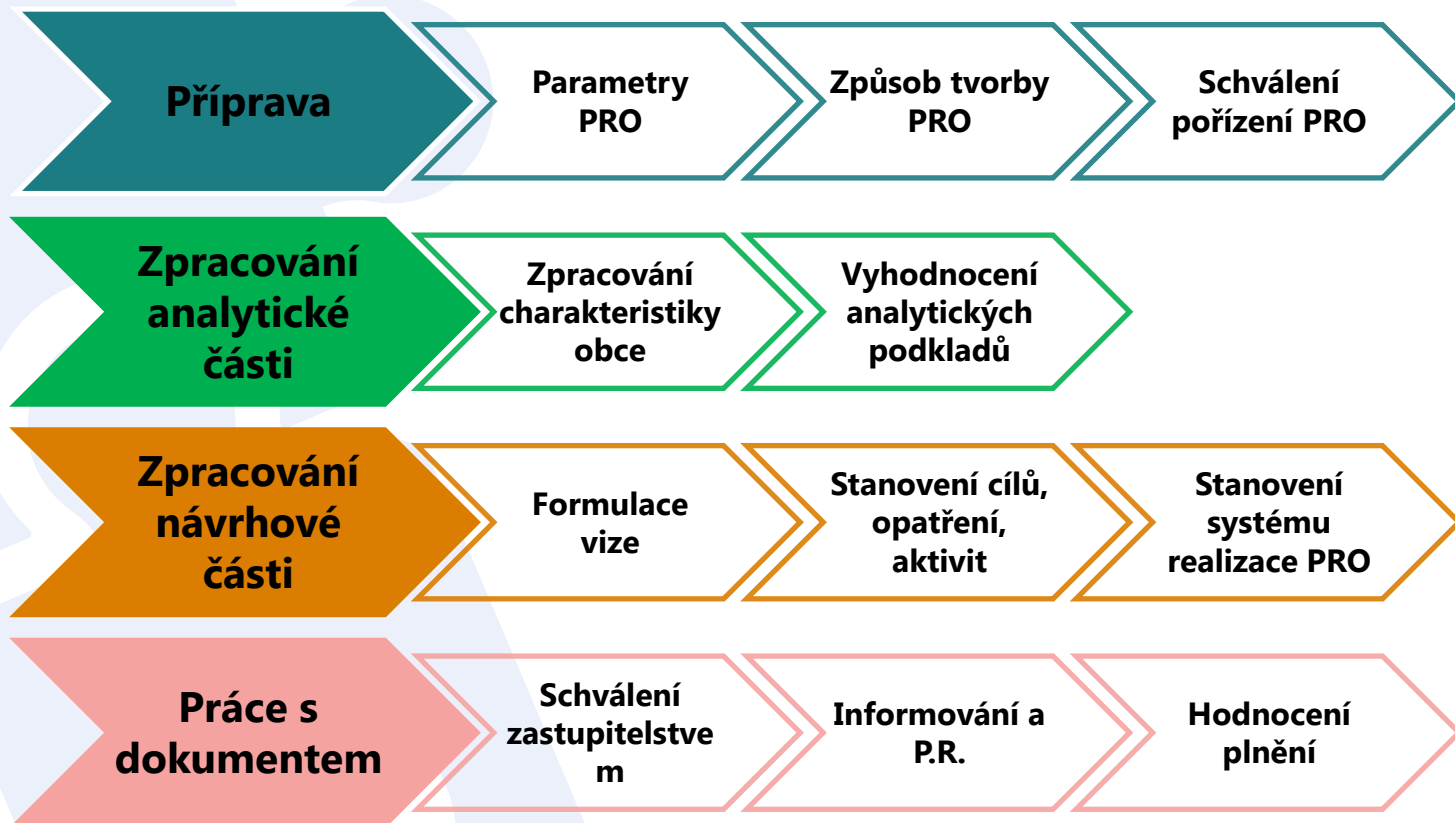 Příprava
Parametry
PRO
Způsob tvorby
PRO
Schválení
pořízení PRO
Zpracování
analytické
části
Zpracování
charakteristiky
obce
Vyhodnocení
analytických
podkladů
Zpracování
návrhové
části
Formulace
vize
Stanovení cílů,
opatření,
aktivit
Stanovení
systému
realizace PRO
Práce s
dokumentem
Schválení
zastupitelstve
m
Informování a
P.R.
Hodnocení
plnění